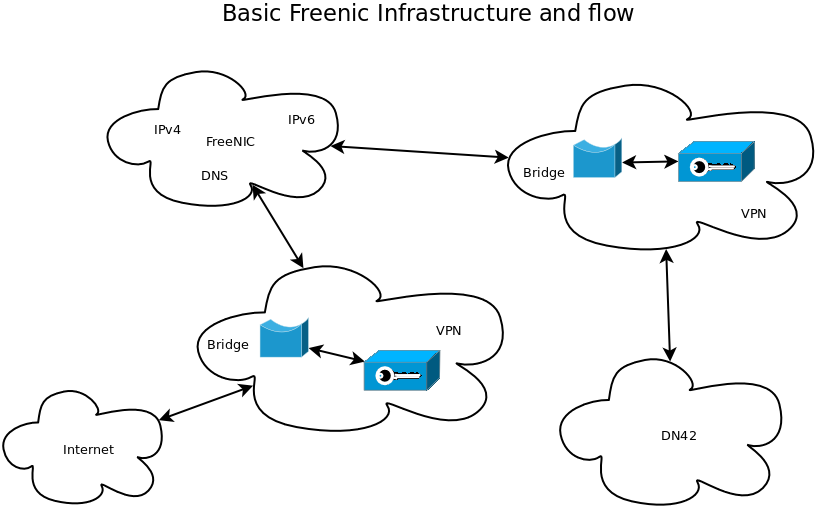 Basic Freenic Infrastructure and flow
IPv4
IPv6
FreeNIC
DNS
Bridge
VPN
Bridge
VPN
Internet
DN42